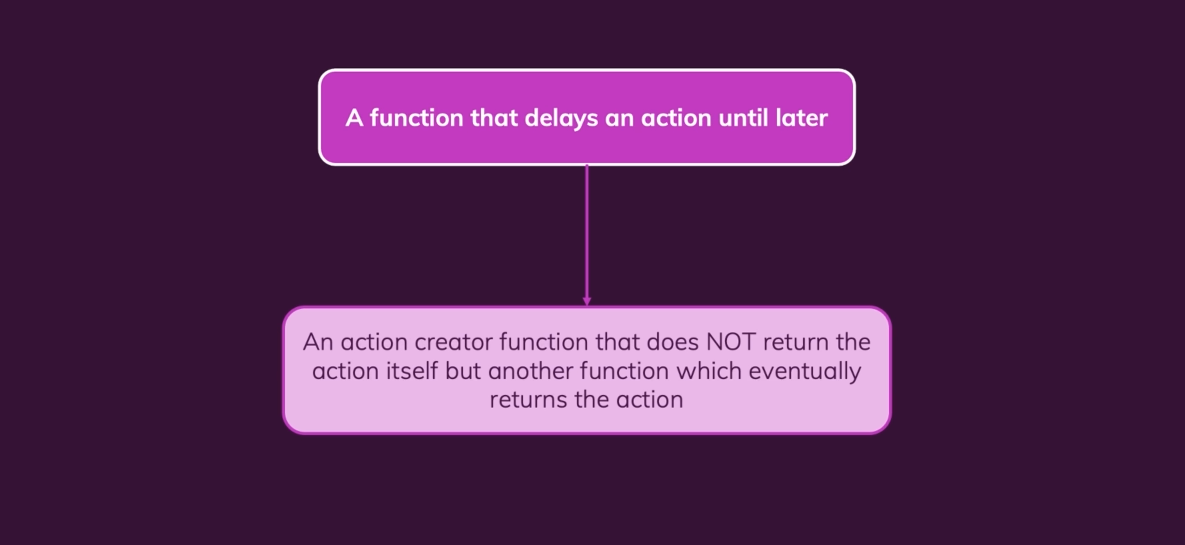 A function that delays an action until later
An action creator function that does NOT return the
action itself but another function which eventually
returns the action